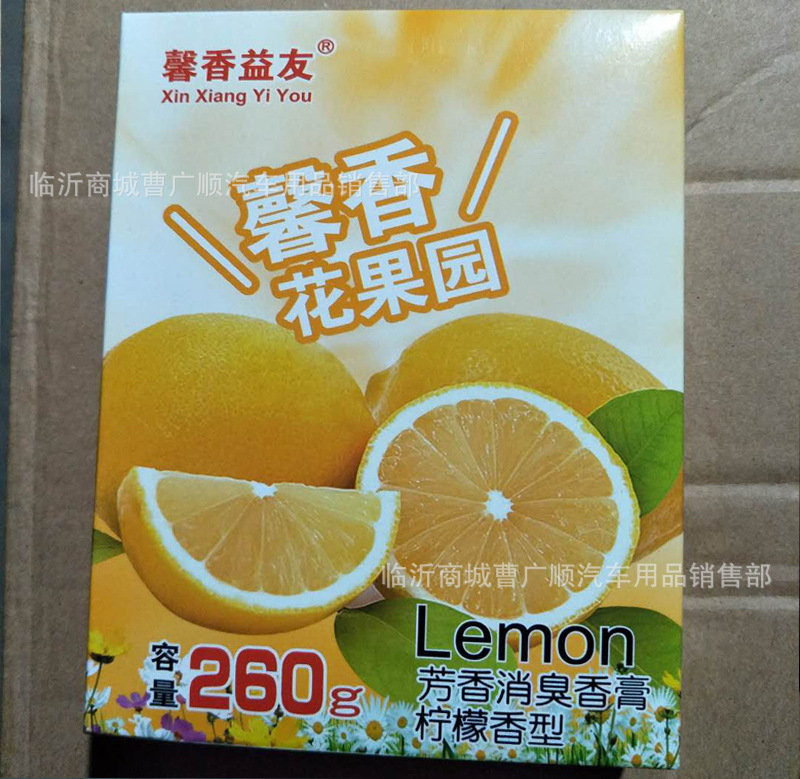 馨香益友®
Xin Xiang Yi You
临沂商城曹广顺汽车用品销售部
馨香
花果园
临沂商城曹广顺汽车用品销售部
Lemon
容量 260g
芳香消臭香膏
柠檬香型